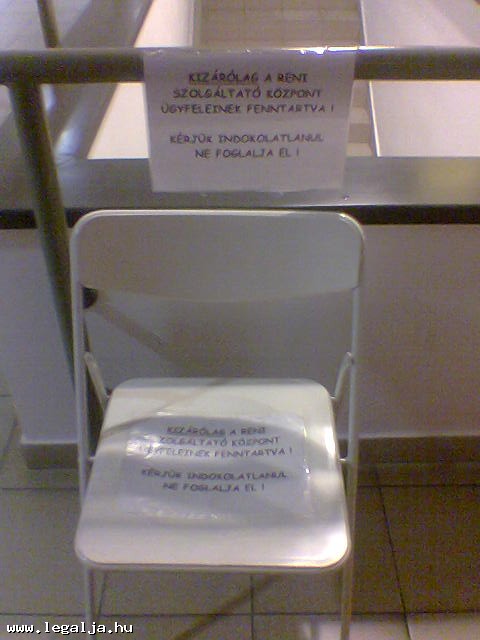 KIZÁRÓLAG A RENI
SZOLGÁLTATÓ KÖZPONT
ÜGYFELEINEK FENNTARTVA !
KÉRJÜK INDOKOLATLANUL
NE FOGLALJA EL !
KIZÁRÓLAG A RENI
SZOLGÁLTATÓ KÖZPONT
ÜGYFELEINEK FENNTARTVA !
KÉRJÜK INDOKOLATLANUL
NE FOGLALJA EL !
www.legalja.hu